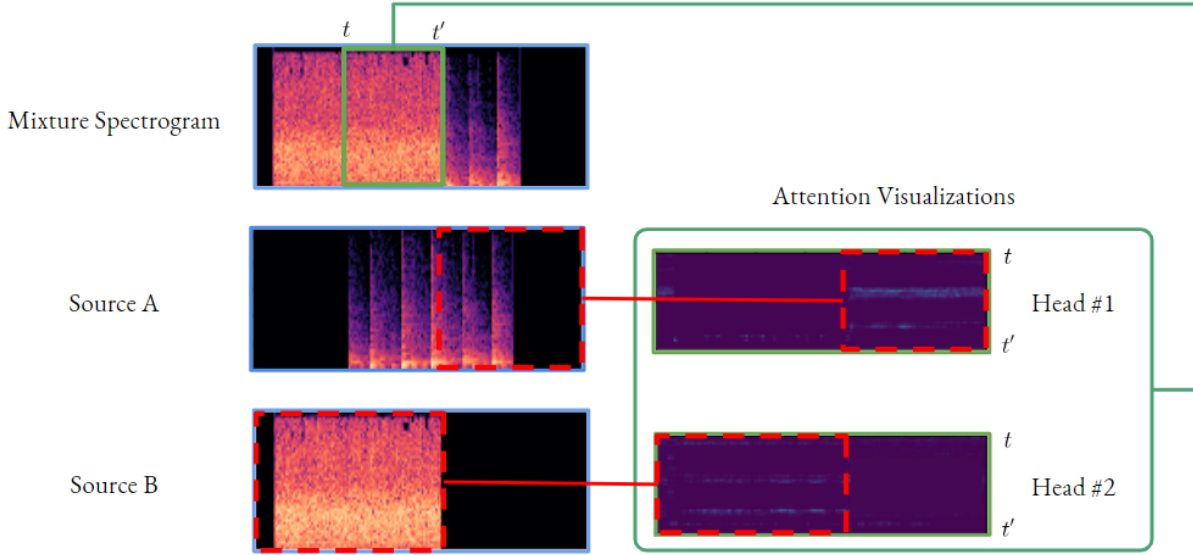 t t′
Mixture Spectrogram
Attention Visualizations
t
Source A
Head #1
t′
t
Source B
Head #2
t′